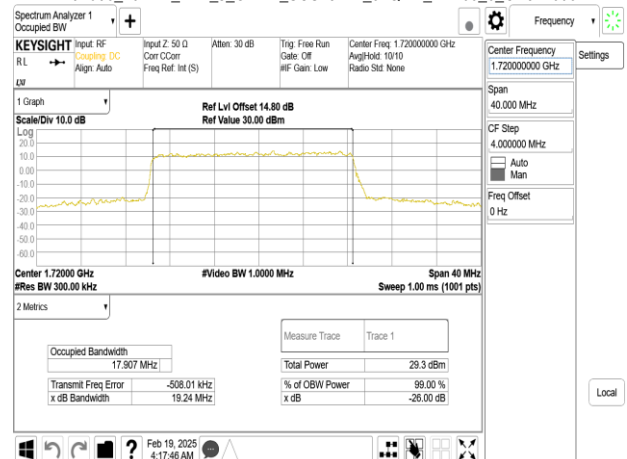 Spectrum Analyzer 1
Occupied BW
Frequency
KEYSIGHT
RL
LXI
Input: RF
Coupling: DC
Align: Auto
Input Z: 50 Ω
Corr CCorr
Freq Ref: Int (S)
Atten: 30 dB
Trig: Free Run
Gate: Off
#IF Gain: Low
Center Freq: 1.720000000 GHz
Avg|Hold: 10/10
Radio Std: None
Center Frequency
1.720000000 GHz
Settings
Span
40.000 MHz
CF Step
4.000000 MHz
Auto
Man
Freq Offset
0 Hz
Local
1 Graph
Scale/Div 10.0 dB
Ref Lvl Offset 14.80 dB
Ref Value 30.00 dBm
Log
20.0
10.0
0.00
-10.0
-20.0
-30.0
-40.0
-50.0
-60.0
Center 1.72000 GHz
#Video BW 1.0000 MHz
Span 40 MHz
#Res BW 300.00 kHz
Sweep 1.00 ms (1001 pts)
2 Metrics
Measure Trace
Trace 1
Occupied Bandwidth
17.907 MHz
Total Power
29.3 dBm
Transmit Freq Error
-508.01 kHz
% of OBW Power
99.00 %
x dB Bandwidth
19.24 MHz
x dB
-26.00 dB
?
Feb 19, 2025
4:17:46 AM